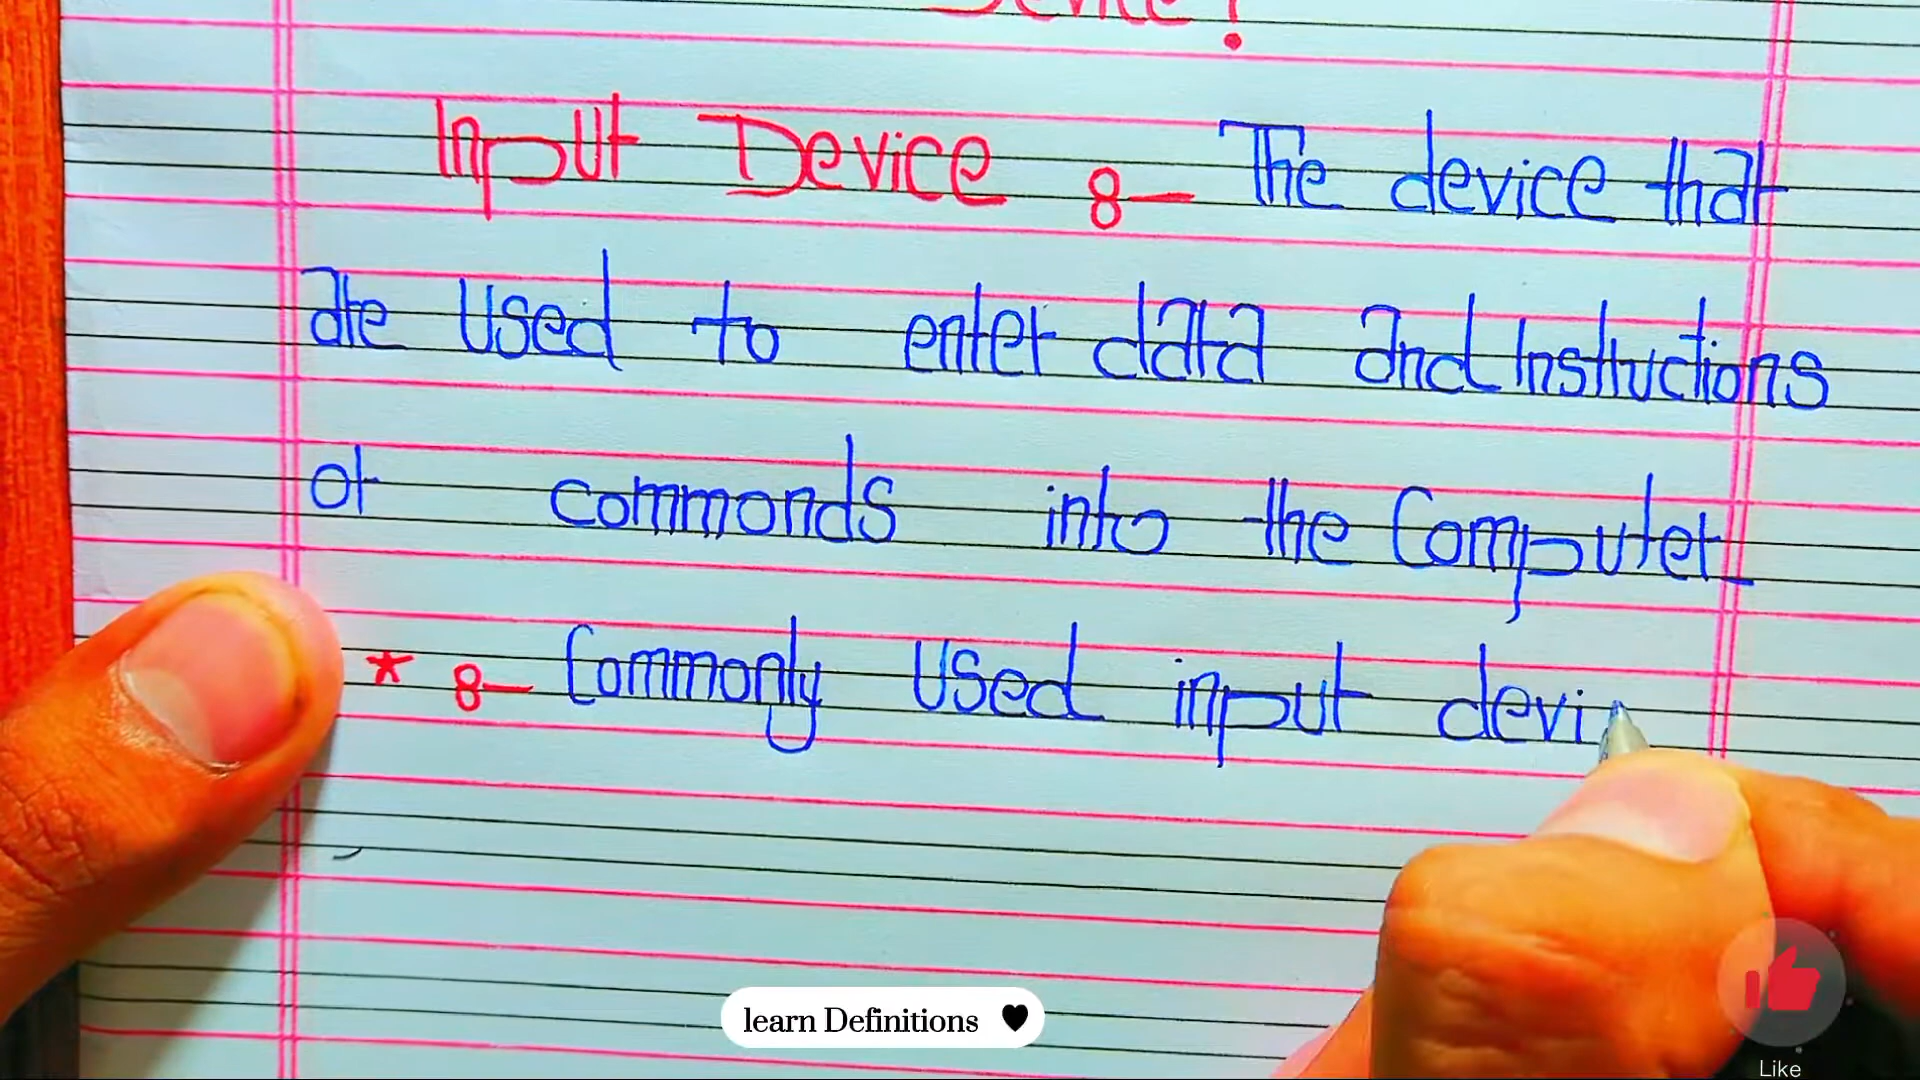 Device?
Input Device :- The device that
are Used to enter data and Instructions
or commonds into the Computer
* :- Commonly Used input devi
learn Definitions
Like